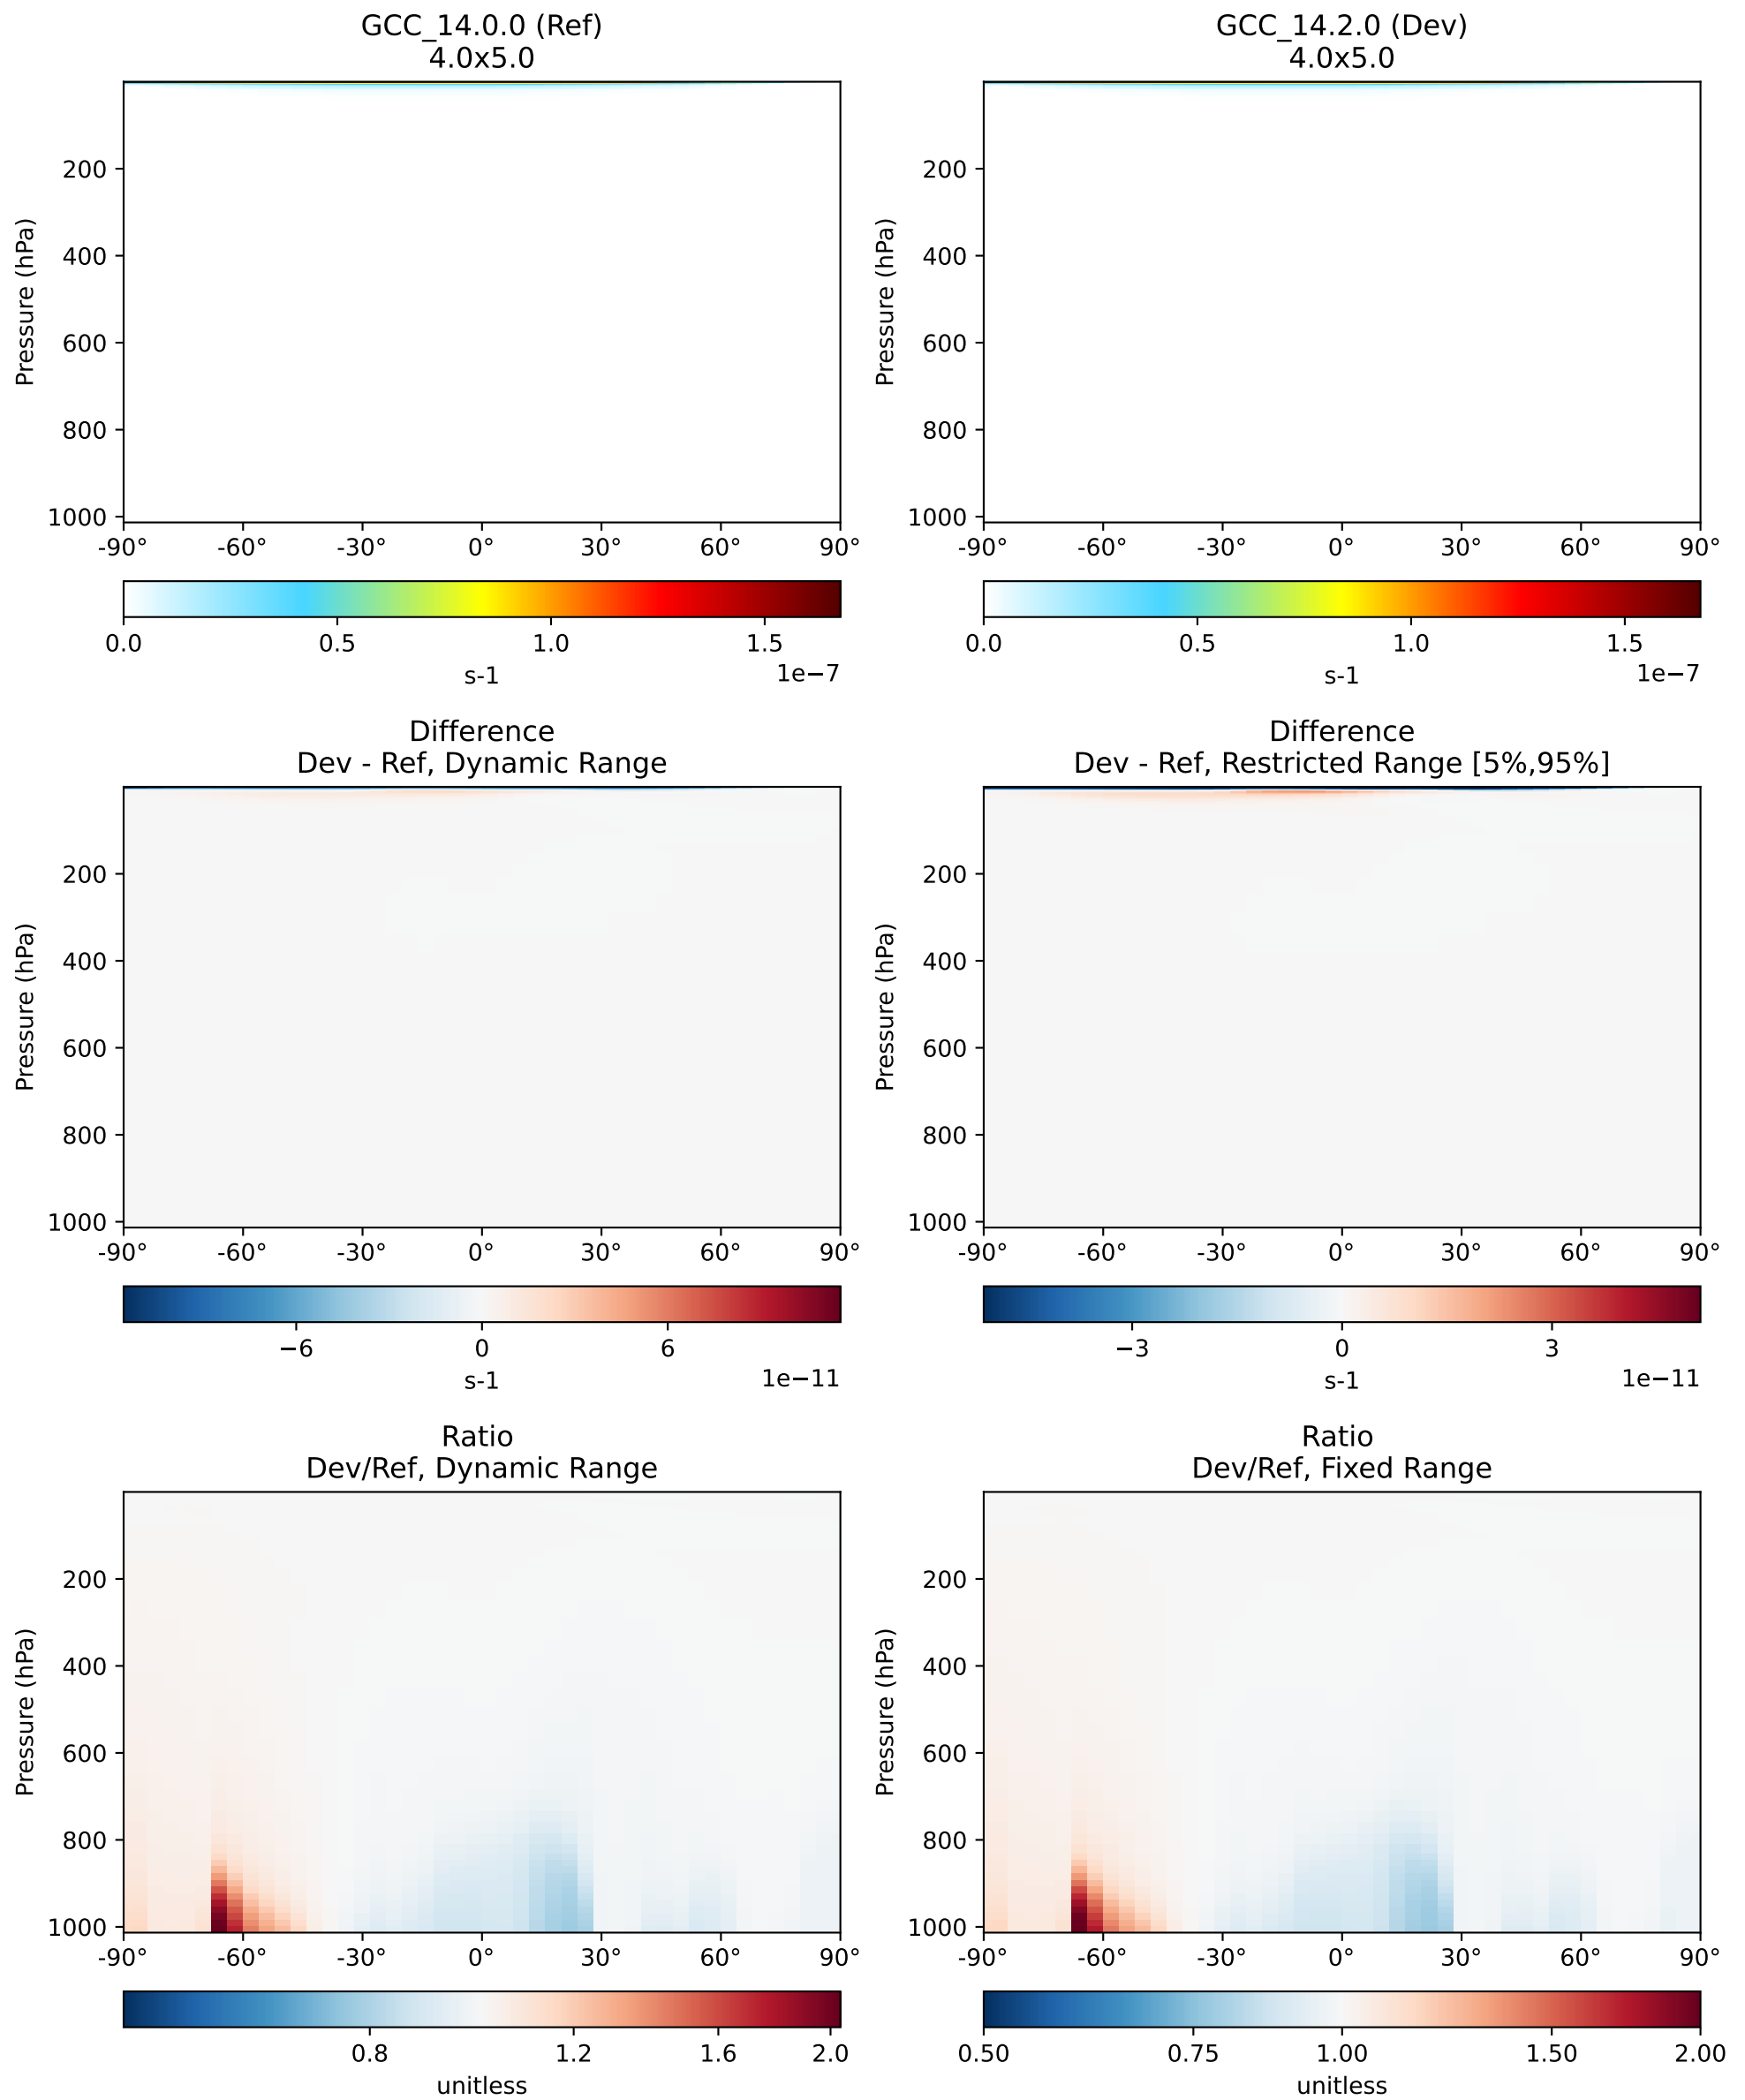 GCC_14.0.0 (Ref)
4.0x5.0
Pressure (hPa)
200
400
600
800
1000
-90° -60° -30° 0° 30° 60° 90°
0.0 0.5 1.0 1.5
1e−7
s-1
GCC_14.2.0 (Dev)
4.0x5.0
Pressure (hPa)
200
400
600
800
1000
-90° -60° -30° 0° 30° 60° 90°
0.0 0.5 1.0 1.5
1e−7
s-1
Difference
Dev - Ref, Dynamic Range
Pressure (hPa)
200
400
600
800
1000
-90° -60° -30° 0° 30° 60° 90°
−6 0 6
1e−11
s-1
Difference
Dev - Ref, Restricted Range [5%,95%]
Pressure (hPa)
200
400
600
800
1000
-90° -60° -30° 0° 30° 60° 90°
−3 0 3
1e−11
s-1
Ratio
Dev/Ref, Dynamic Range
Pressure (hPa)
200
400
600
800
1000
-90° -60° -30° 0° 30° 60° 90°
0.8 1.2 1.6 2.0
unitless
Ratio
Dev/Ref, Fixed Range
Pressure (hPa)
200
400
600
800
1000
-90° -60° -30° 0° 30° 60° 90°
0.50 0.75 1.00 1.50 2.00
unitless